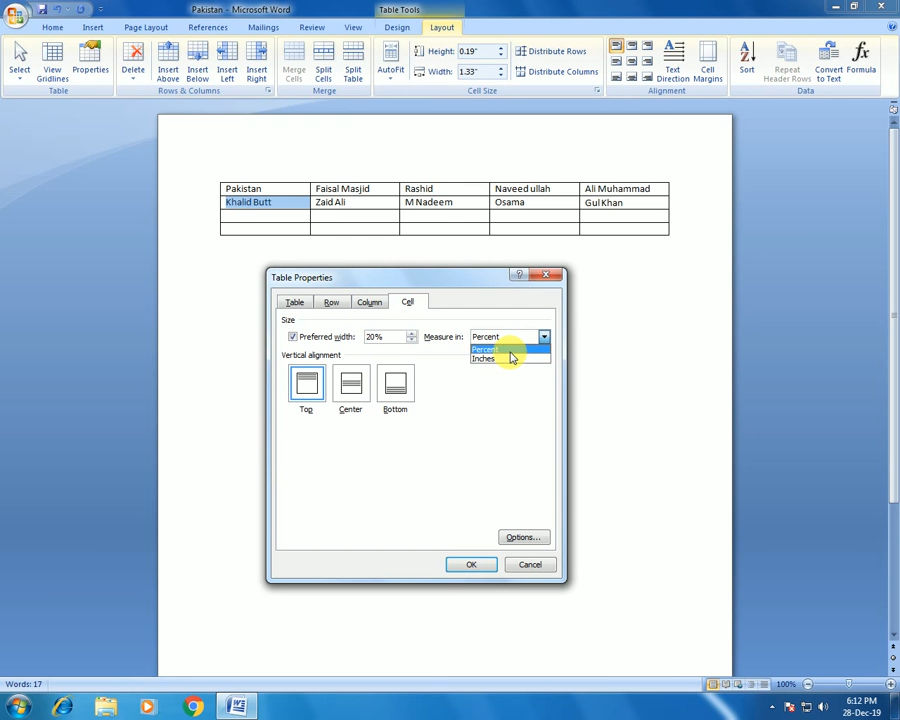 Pakistan - Microsoft Word
Table Tools
Home Insert Page Layout References Mailings Review View Design Layout
Select
View Gridlines
Properties
Table
Delete
Insert Above
Insert Below
Insert Left
Insert Right
Rows & Columns
Merge Cells
Split Cells
Split Table
Merge
AutoFit
Height: 0.19"
Width: 1.33"
Distribute Rows
Distribute Columns
Cell Size
Text Direction
Cell Margins
Alignment
Sort
Repeat Header Rows
Convert to Text
Formula
Data
Pakistan Faisal Masjid Rashid Naveed ullah Ali Muhammad
Khalid Butt Zaid Ali M Nadeem Osama Gul Khan
Table Properties
Table Row Column Cell
Size
Preferred width: 20% Measure in: Percent
Percent
Inches
Vertical alignment
Top Center Bottom
Options...
OK Cancel
Words: 17
100%
6:12 PM
28-Dec-19